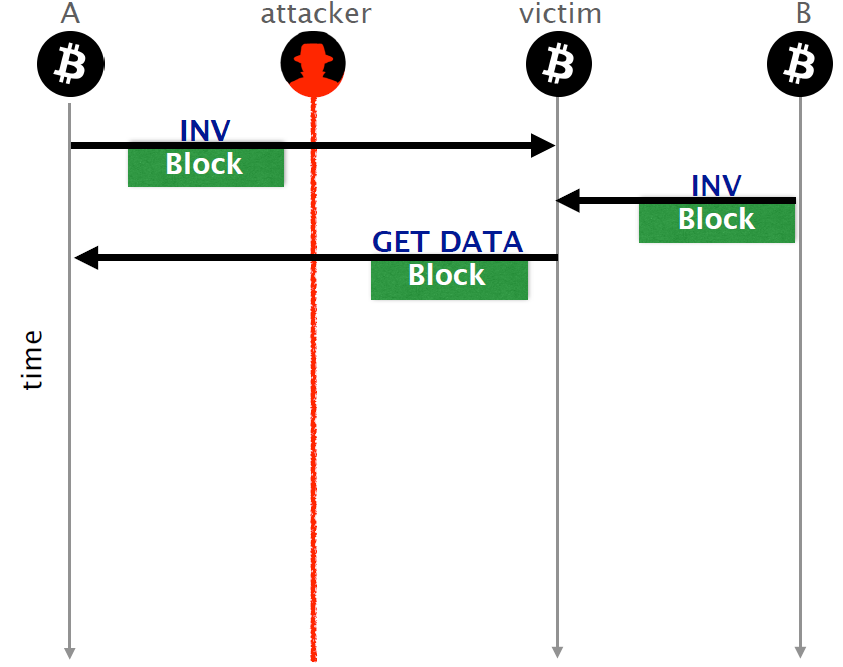 A
attacker
victim
B
INV
Block
INV
Block
GET DATA
Block
time